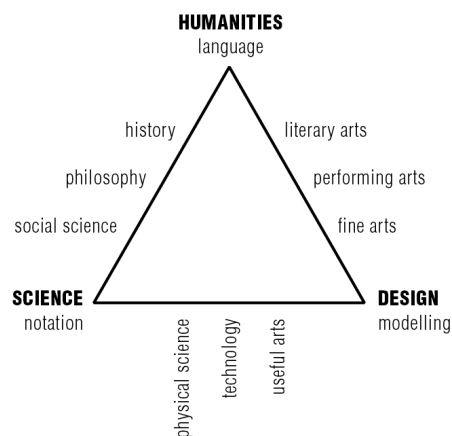 HUMANITIES
language
history
literary arts
philosophy
performing arts
social science
fine arts
SCIENCE
notation
DESIGN
modelling
physical science
technology
useful arts